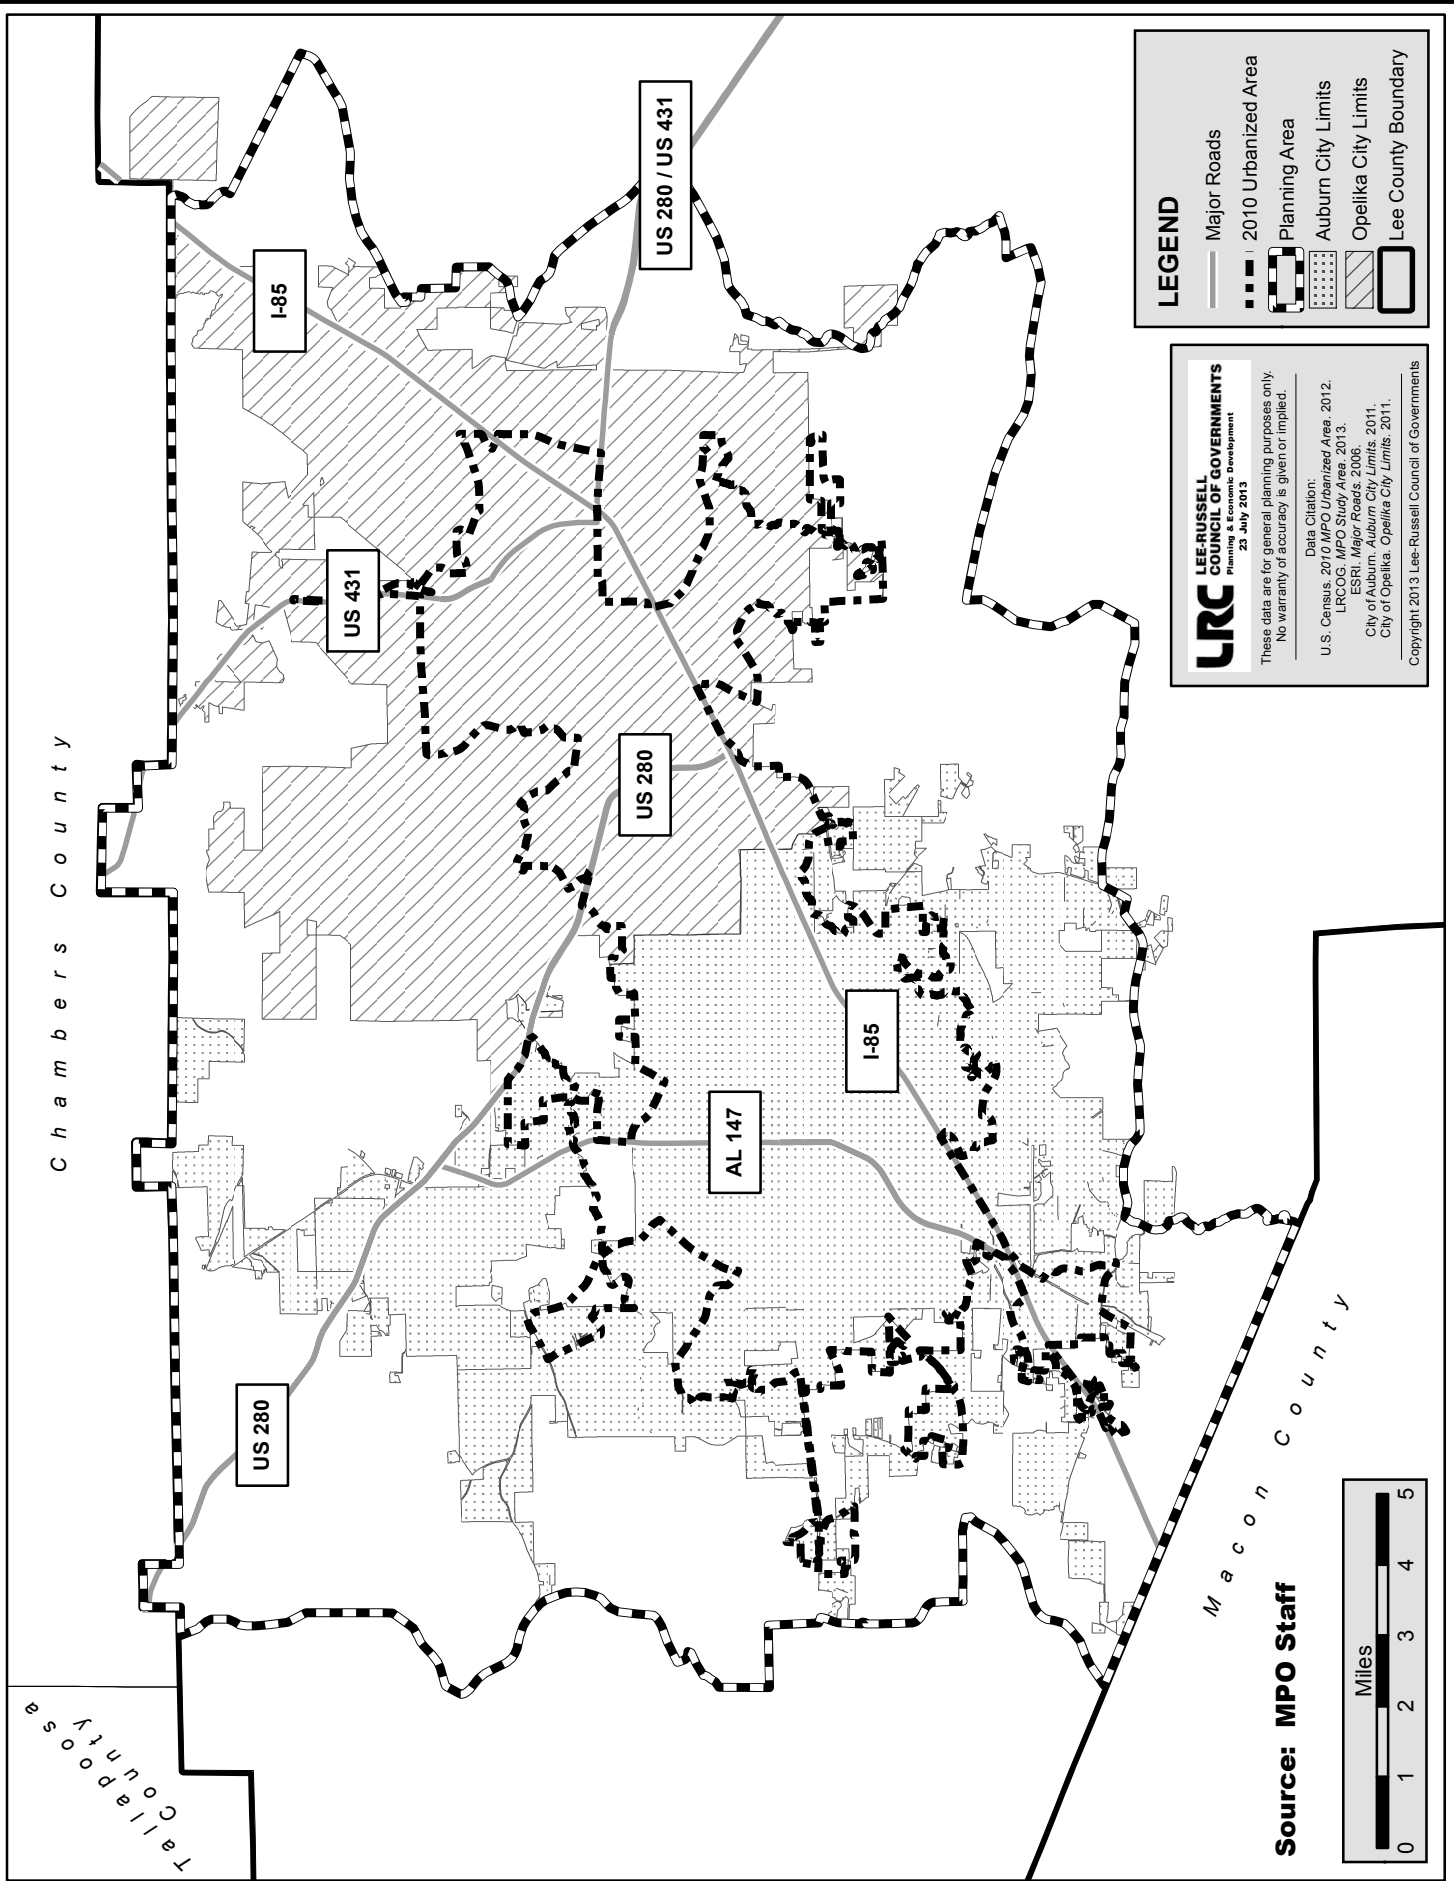 Tallapoosa
County
Chambers County
US 280
US 431
I-85
US 280
US 280 / US 431
AL 147
I-85
Macon County
Source: MPO Staff
Miles
0 1 2 3 4 5
LRC
LEE-RUSSELL
COUNCIL OF GOVERNMENTS
Planning & Economic Development
23 July 2013
These data are for general planning purposes only.
No warranty of accuracy is given or implied.
Data Citation:
U.S. Census. 2010 MPO Urbanized Area. 2012.
LRCOG. MPO Study Area. 2013.
ESRI. Major Roads. 2006.
City of Auburn. Auburn City Limits. 2011.
City of Opelika. Opelika City Limits. 2011.
Copyright 2013 Lee-Russell Council of Governments
LEGEND
Major Roads
2010 Urbanized Area
Planning Area
Auburn City Limits
Opelika City Limits
Lee County Boundary